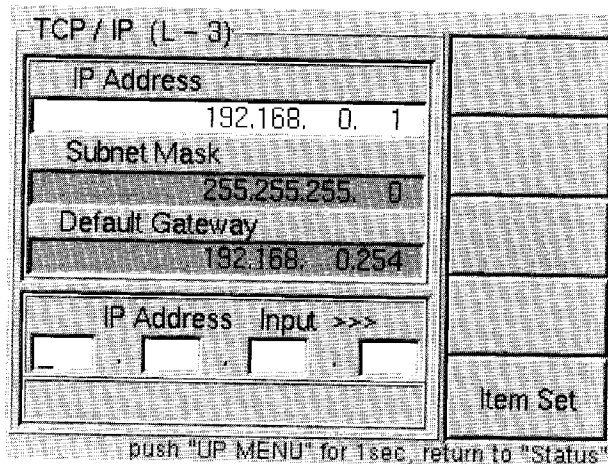 TCP / IP (L - 3)
IP Address
192.168. 0. 1
Subnet Mask
255.255.255. 0
Default Gateway
192.168. 0.254
IP Address Input >>>
_ . . .
Item Set
push "UP MENU" for 1sec, return to "Status"